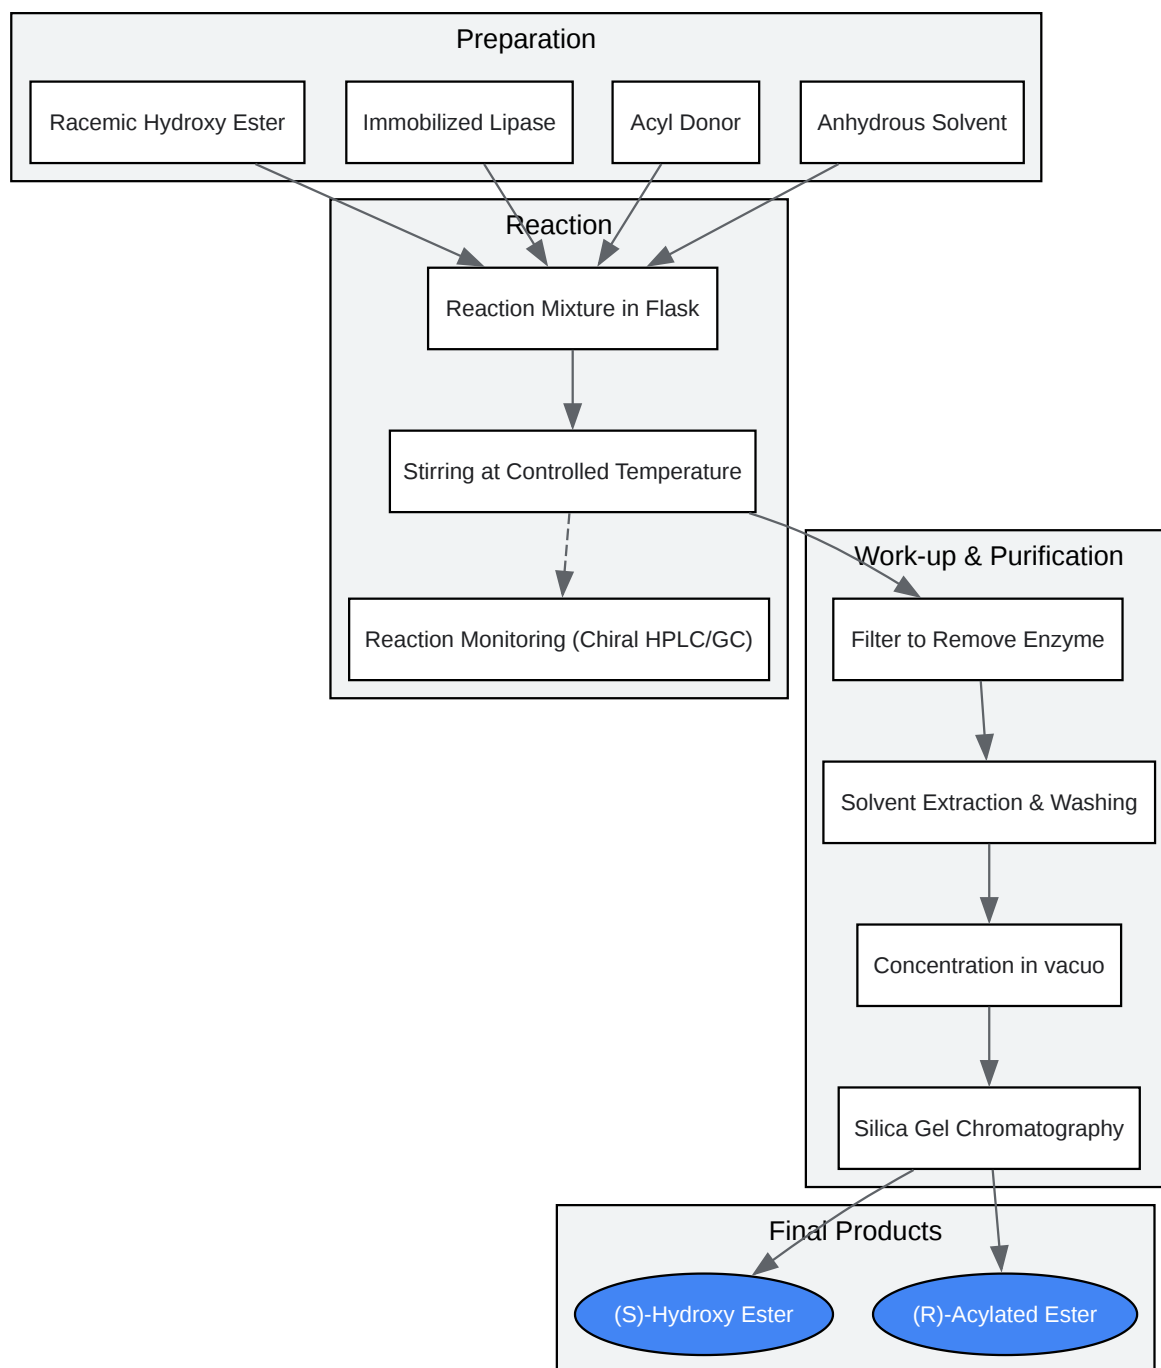 Preparation
Racemic Hydroxy Ester
Immobilized Lipase
Acyl Donor
Anhydrous Solvent
Reaction
Reaction Mixture in Flask
Stirring at Controlled Temperature
Reaction Monitoring (Chiral HPLC/GC)
Work-up & Purification
Filter to Remove Enzyme
Solvent Extraction & Washing
Concentration in vacuo
Silica Gel Chromatography
Final Products
(S)-Hydroxy Ester
(R)-Acylated Ester